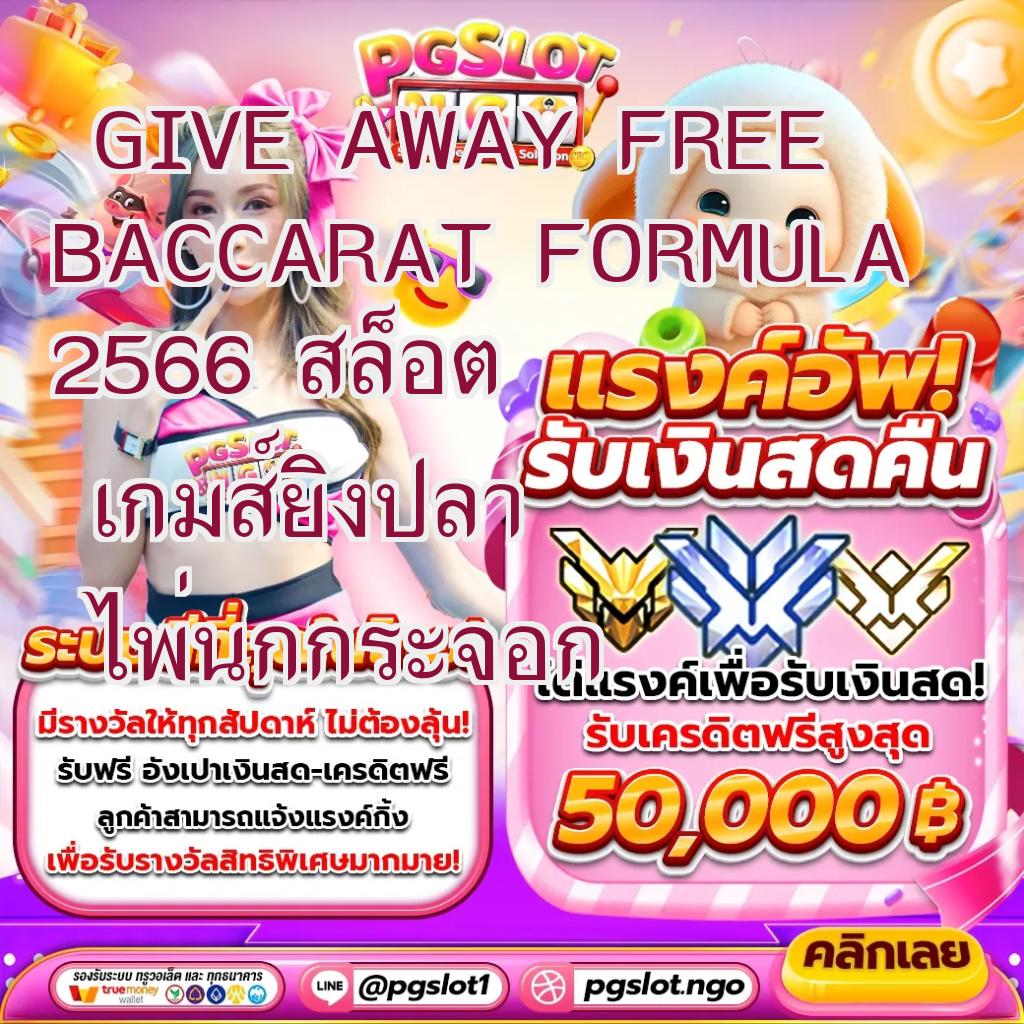 PGSLOT
GIVE AWAY FREE
BACCARAT FORMULA
2566 สล็อต
เกมส์ยิงปลา
ไพ่นกกระจอก
แรงค์อัพ!
รับเงินสดคืน
แรงค์เพื่อรับเงินสด!
รับเครดิตฟรีสูงสุด
50,000 ฿
มีรางวัลให้ทุกสัปดาห์ ไม่ต้องลุ้น!
รับฟรี อังเปาเงินสด-เครดิตฟรี
ลูกค้าสามารถแจ้งแรงค์กิ้ง
เพื่อรับรางวัลสิทธิพิเศษมากมาย!
คลิกเลย
รองรับระบบ ทรูวอเล็ต และ ทุกธนาคาร
truemoney
wallet
LINE @pgslot1
pgslot.ngo